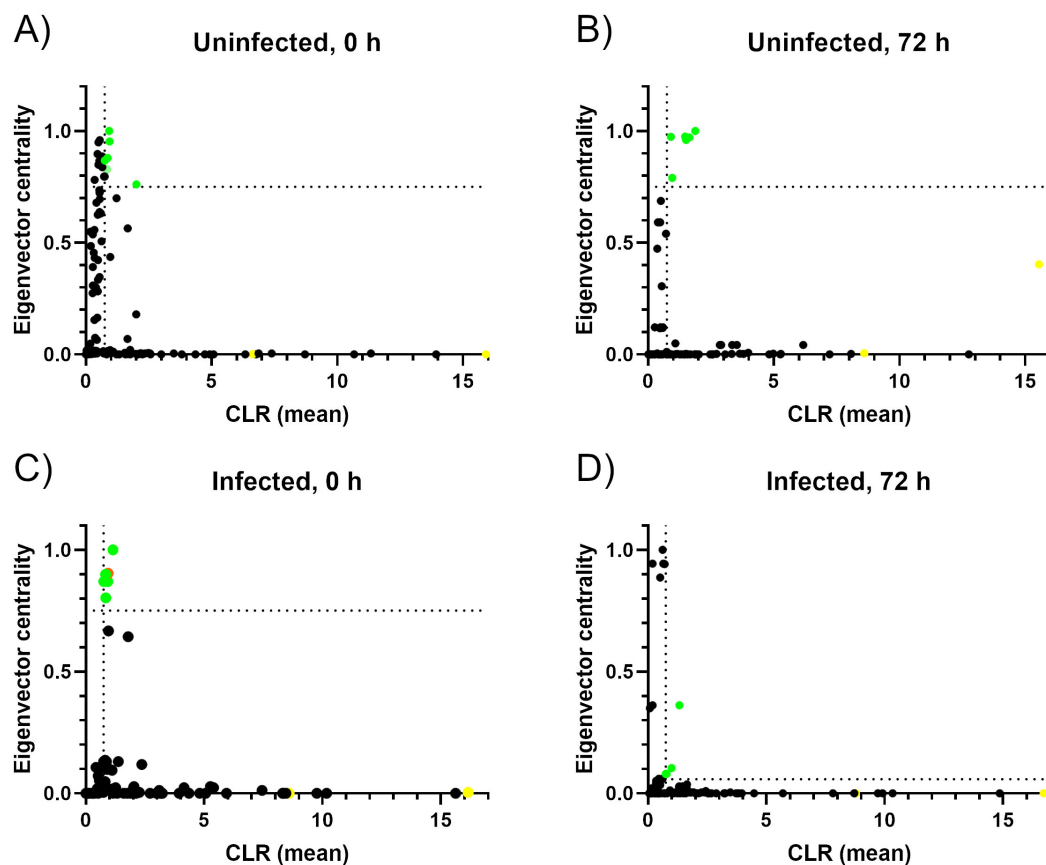 A)
Uninfected, 0 h
Eigenvector centrality
1.0
0.5
0.0
0
5
10
15
CLR (mean)
B)
Uninfected, 72 h
Eigenvector centrality
1.0
0.5
0.0
0
5
10
15
CLR (mean)
C)
Infected, 0 h
Eigenvector centrality
1.0
0.5
0.0
0
5
10
15
CLR (mean)
D)
Infected, 72 h
Eigenvector centrality
1.0
0.5
0.0
0
5
10
15
CLR (mean)